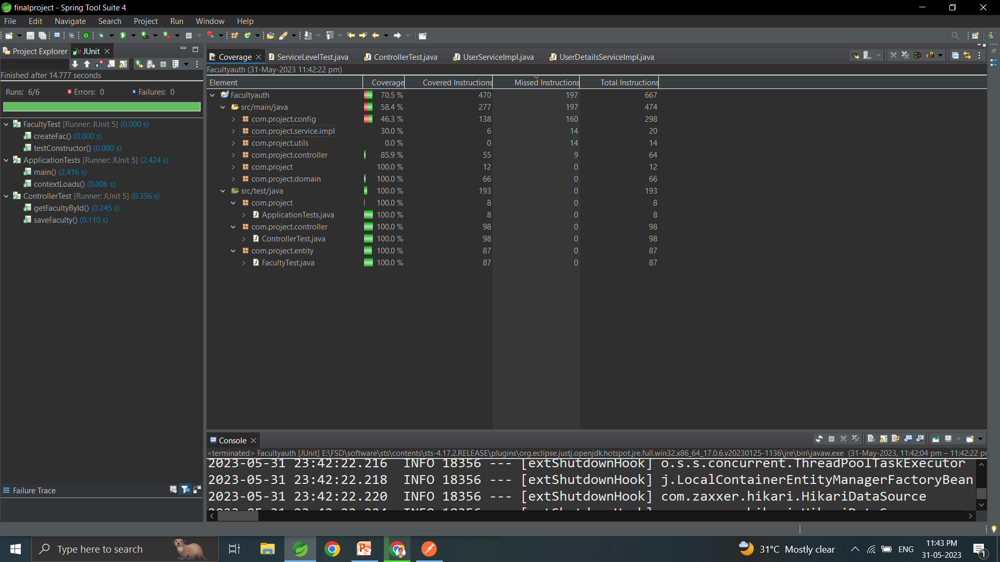 finalproject - Spring Tool Suite 4
File Edit Navigate Search Project Run Window Help
Project Explorer JUnit
Finished after 14.777 seconds
Runs: 6/6 Errors: 0 Failures: 0
FacultyTest [Runner: JUnit 5] (0.000 s)
createFac() (0.000 s)
testConstructor() (0.000 s)
ApplicationTests [Runner: JUnit 5] (2.424 s)
main() (2.416 s)
contextLoads() (0.006 s)
ControllerTest [Runner: JUnit 5] (0.356 s)
getFacultyById() (0.245 s)
saveFaculty() (0.110 s)
Failure Trace
Coverage ServiceLevelTest.java ControllerTest.java UserServiceImpl.java UserDetailsServiceImpl.java
Facultyauth (31-May-2023 11:42:22 pm)
Element Coverage Covered Instructions Missed Instructions Total Instructions
Facultyauth 70.5 % 470 197 667
src/main/java 58.4 % 277 197 474
com.project.config 46.3 % 138 160 298
com.project.service.impl 30.0 % 6 14 20
com.project.utils 0.0 % 0 14 14
com.project.controller 85.9 % 55 9 64
com.project 100.0 % 12 0 12
com.project.domain 100.0 % 66 0 66
src/test/java 100.0 % 193 0 193
com.project 100.0 % 8 0 8
ApplicationTests.java 100.0 % 8 0 8
com.project.controller 100.0 % 98 0 98
ControllerTest.java 100.0 % 98 0 98
com.project.entity 100.0 % 87 0 87
FacultyTest.java 100.0 % 87 0 87
Console
<terminated> Facultyauth [JUnit] E:\FSD\software\sts\contents\sts-4.17.2.RELEASE\plugins\org.eclipse.justj.openjdk.hotspot.jre.full.win32.x86_64_17.0.6.v20230125-1136\jre\bin\javaw.exe (31-May-2023, 11:42:04 pm – 11:42:22 pr
2023-05-31 23:42:22.216 INFO 18356 --- [extShutdownHook] o.s.s.concurrent.ThreadPoolTaskExecutor
2023-05-31 23:42:22.218 INFO 18356 --- [extShutdownHook] j.LocalContainerEntityManagerFactoryBean
2023-05-31 23:42:22.220 INFO 18356 --- [extShutdownHook] com.zaxxer.hikari.HikariDataSource
Type here to search
31°C Mostly clear
ENG
11:43 PM
31-05-2023
1